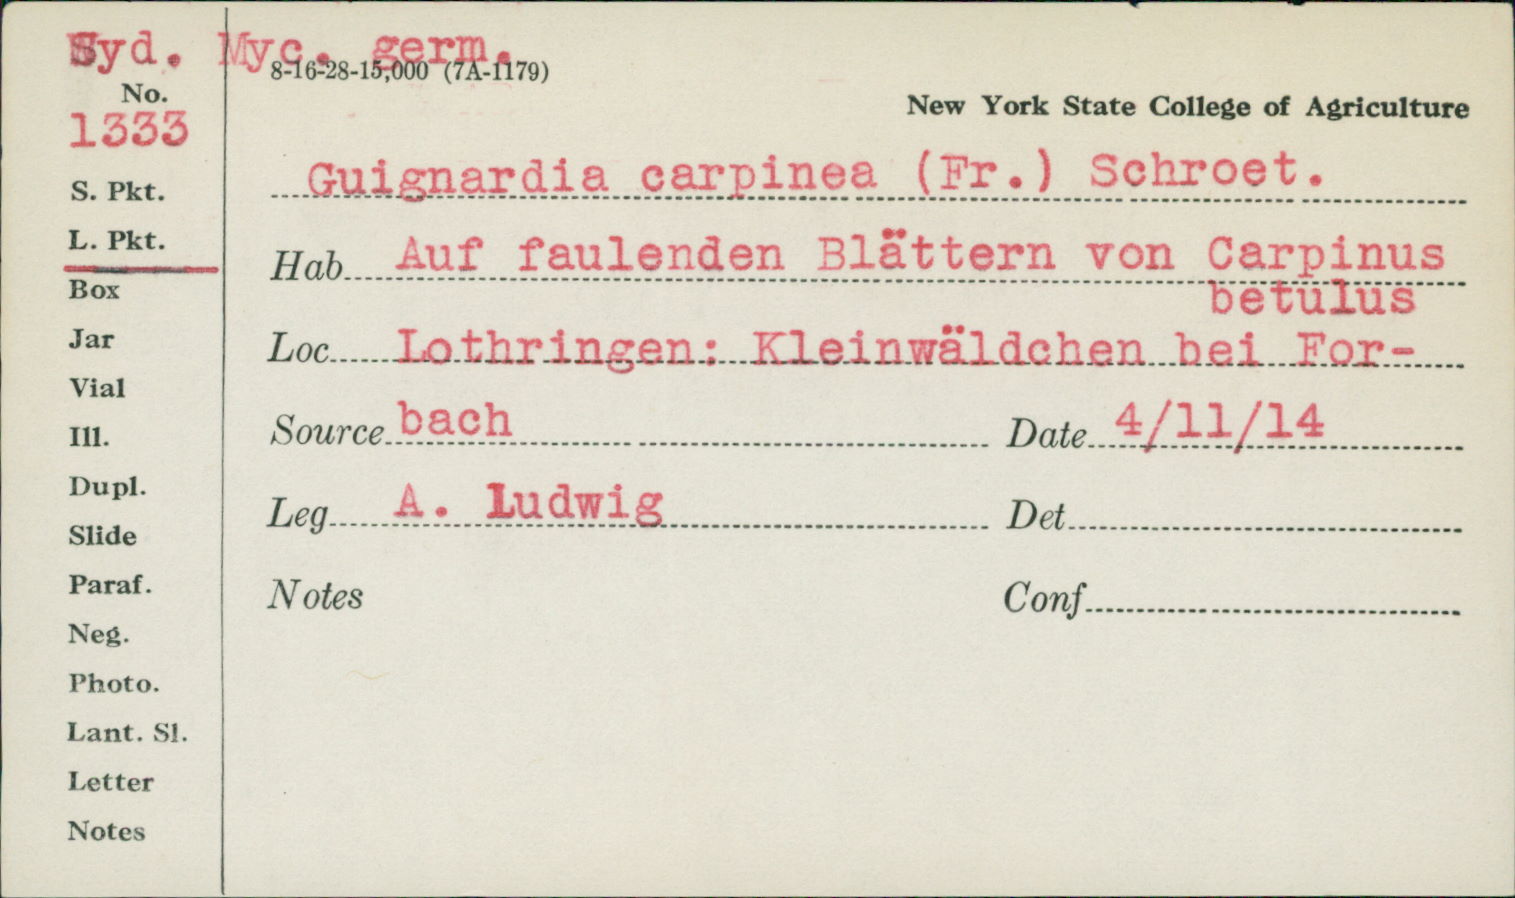 Syd. Myc. germ.
8-16-28-15,000 (7A-1179)
No.
1333
New York State College of Agriculture
Guignardia carpinea (Fr.) Schroet.
S. Pkt.
L. Pkt.
Hab. Auf faulenden Blättern von Carpinus
betulus
Box
Jar
Loc. Lothringen: Kleinwäldchen bei For-
Vial
Source bach Date 4/11/14
Ill.
Dupl.
Leg. A. Ludwig Det.
Slide
Paraf.
Notes Conf.
Neg.
Photo.
Lant. Sl.
Letter
Notes